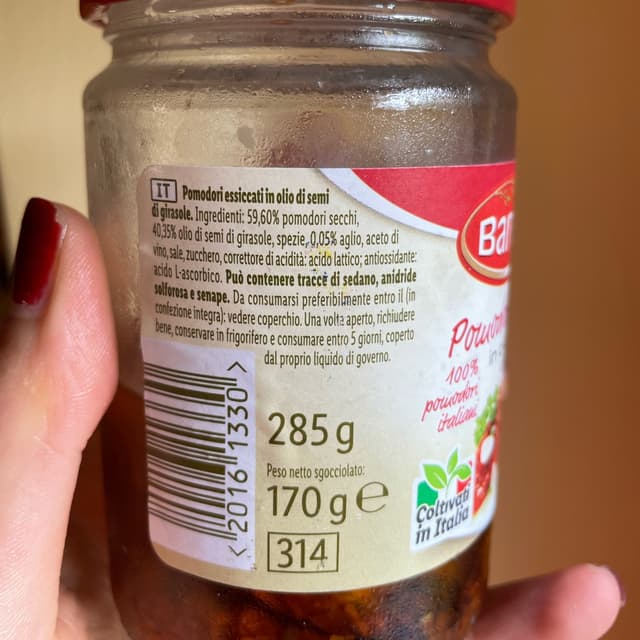 IT Pomodori essiccati in olio di semi
di girasole. Ingredienti: 59,60% pomodori secchi,
40,35% olio di semi di girasole, spezie, 0,05% aglio, aceto di
vino, sale, zucchero, correttore di acidità: acido lattico; antiossidante:
acido L-ascorbico. Può contenere tracce di sedano, anidride
solforosa e senape. Da consumarsi preferibilmente entro il (in
confezione integra): vedere coperchio. Una volta aperto, richiudere
bene, conservare in frigorifero e consumare entro 5 giorni, coperto
dal proprio liquido di governo.
<20161330>
285 g
Peso netto sgocciolato:
170 g e
314
100%
pomodori
italiani
Coltivati
in Italia